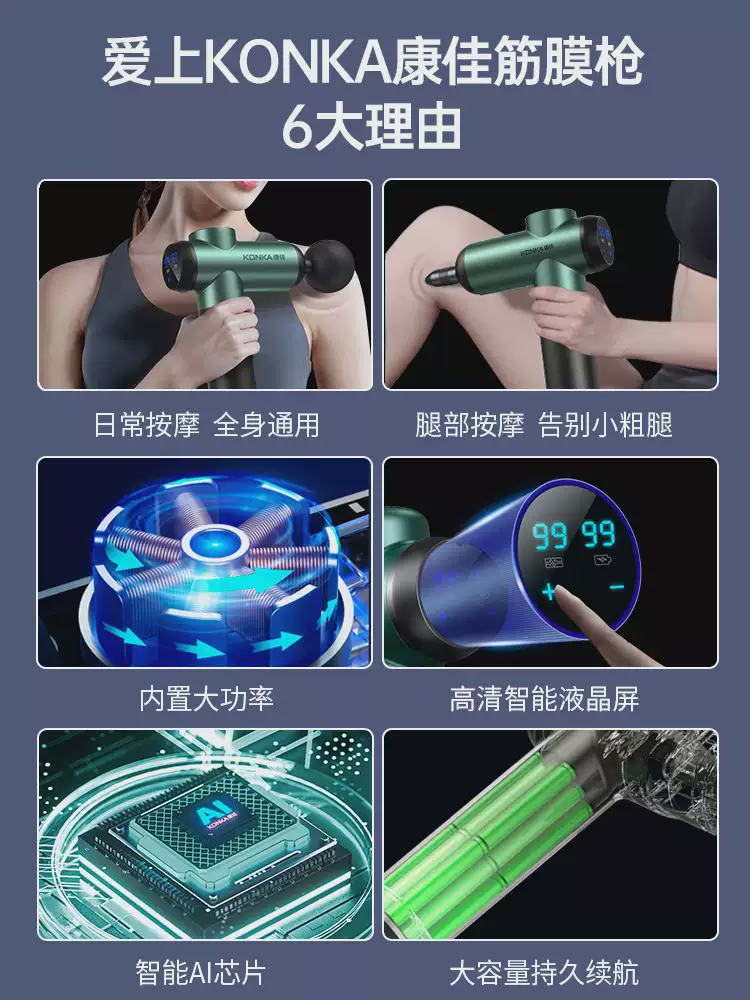 爱上KONKA康佳筋膜枪
6大理由
KONKA康佳
KONKA康佳
日常按摩 全身通用
腿部按摩 告别小粗腿
99 99
+ −
内置大功率
高清智能液晶屏
AI
KONKA康佳
智能AI芯片
大容量持久续航